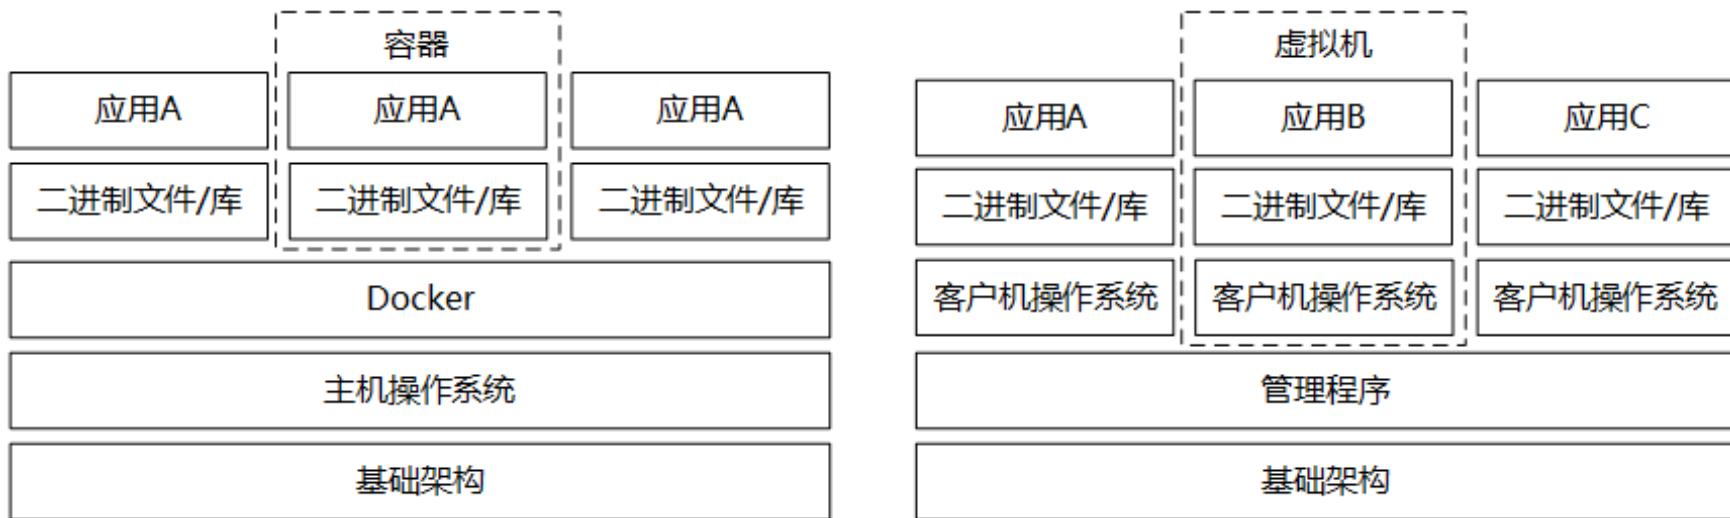 容器
应用A 应用A 应用A
二进制文件/库 二进制文件/库 二进制文件/库
Docker
主机操作系统
基础架构
虚拟机
应用A 应用B 应用C
二进制文件/库 二进制文件/库 二进制文件/库
客户机操作系统 客户机操作系统 客户机操作系统
管理程序
基础架构